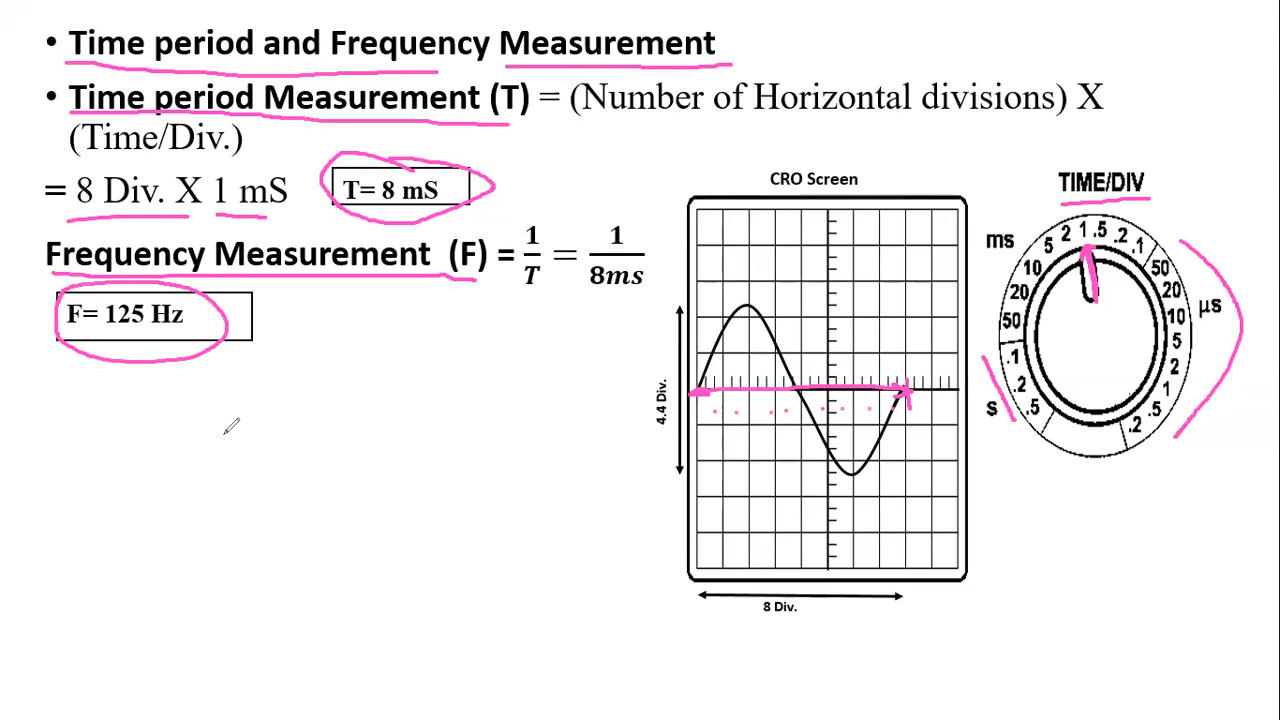 • Time period and Frequency Measurement
• Time period Measurement (T) = (Number of Horizontal divisions) X
(Time/Div.)
= 8 Div. X 1 mS
T= 8 mS
Frequency Measurement (F) = 1/T = 1/8ms
F= 125 Hz
CRO Screen
4.4 Div.
8 Div.
TIME/DIV
ms
μs
s
.5
.2
.1
50
20
10
5
2
1
.5
.2
.1
50
20
10
5
2
1
.5
.2